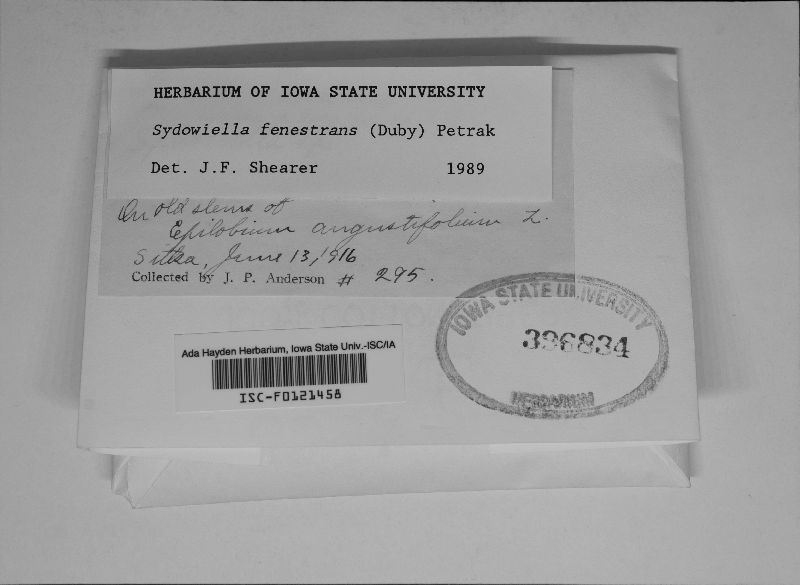 HERBARIUM OF IOWA STATE UNIVERSITY
Sydowiella fenestrans (Duby) Petrak
Det. J.F. Shearer 1989
On old stems of
Epilobium angustifolium L.
Sitka, June 13, 1916
Collected by J. P. Anderson # 295.
IOWA STATE UNIVERSITY
396834
HERBARIUM
Ada Hayden Herbarium, Iowa State Univ.-ISC/IA
ISC-F0121458